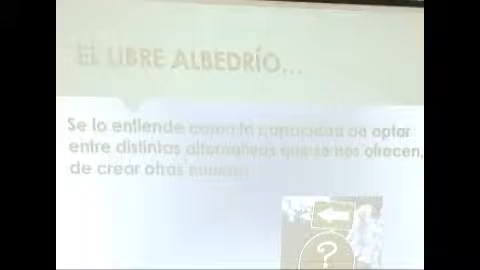 EL LIBRE ALBEDRÍO...
Se lo entiende como la capacidad de optar
entre distintas alternativas que se nos ofrecen,
de crear otras nuevas
?